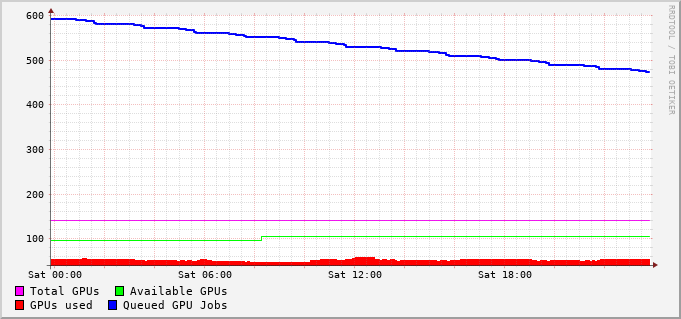 600
500
400
300
200
100
Sat 00:00 Sat 06:00 Sat 12:00 Sat 18:00
Total GPUs Available GPUs
GPUs used Queued GPU Jobs
RRDTOOL / TOBI OETIKER